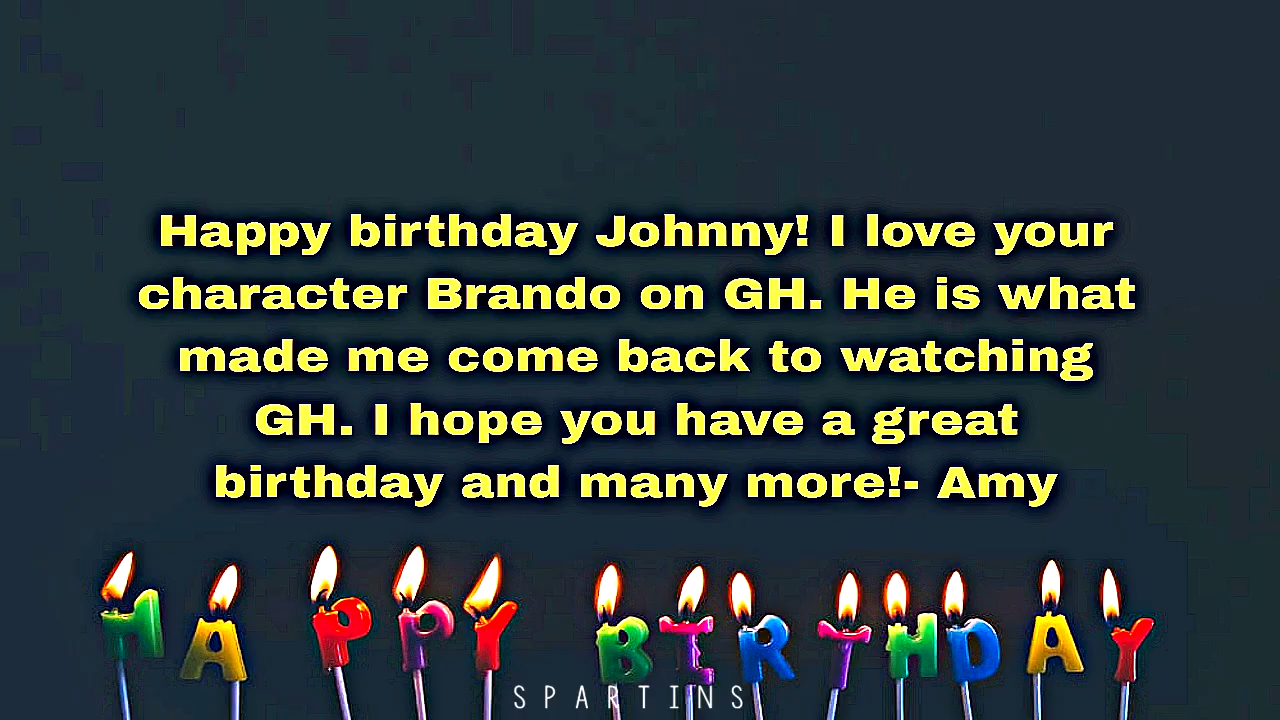 Happy birthday Johnny! I love your
character Brando on GH. He is what
made me come back to watching
GH. I hope you have a great
birthday and many more!- Amy
HAPPY BIRTHDAY
SPARTINS